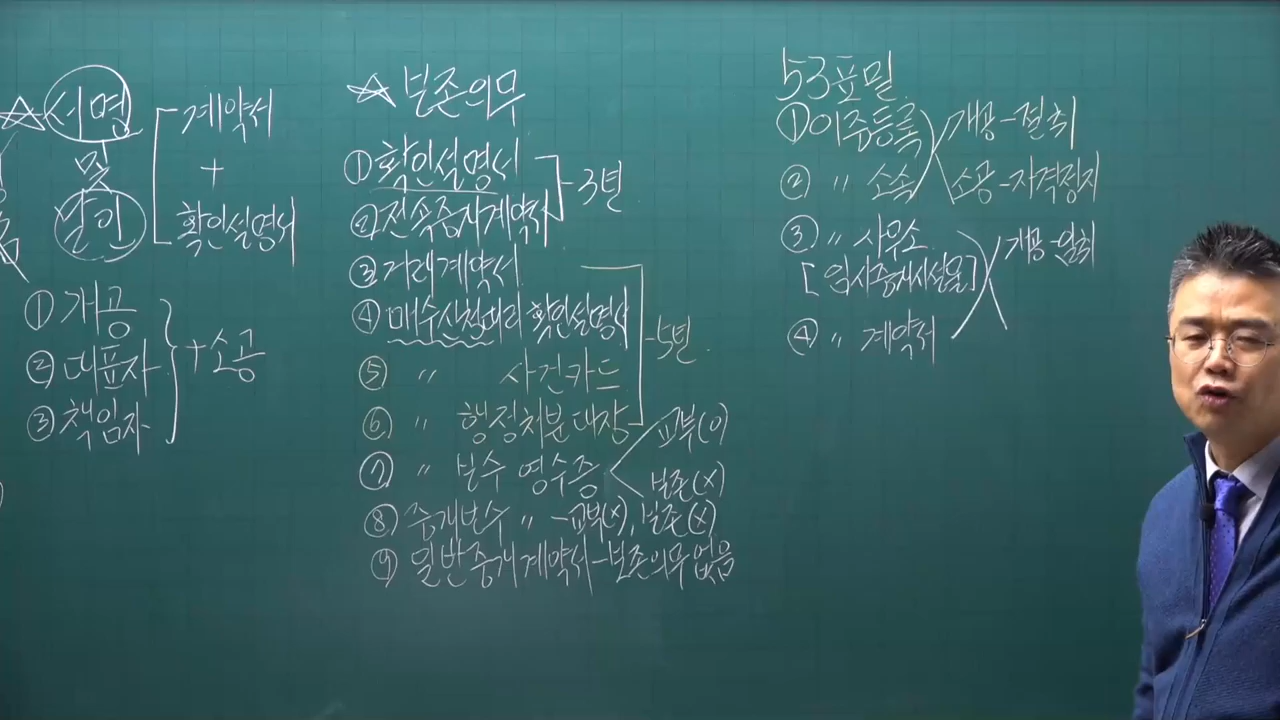 서명
및
날인
계약서
+
확인설명서
① 개공
② 대표자
③ 책임자
+ 소공
보존의무
① 확인설명서
② 전속중개계약서
3년
③ 거래계약서
④ 매수신청대리 확인설명서
⑤ 〃 사건카드
⑥ 〃 행정처분대장
5년
⑦ 〃 보수 영수증
교부(O)
보존(X)
⑧ 중개보수 〃 - 교부(X), 보존(X)
⑨ 일반중개계약서 - 보존의무 없음
53표밀
① 이중등록
② 〃 소속
개공 - 절취
소공 - 자격정지
③ 〃 사무소
[임시중개시설물]
④ 〃 계약서
개공 - 임취